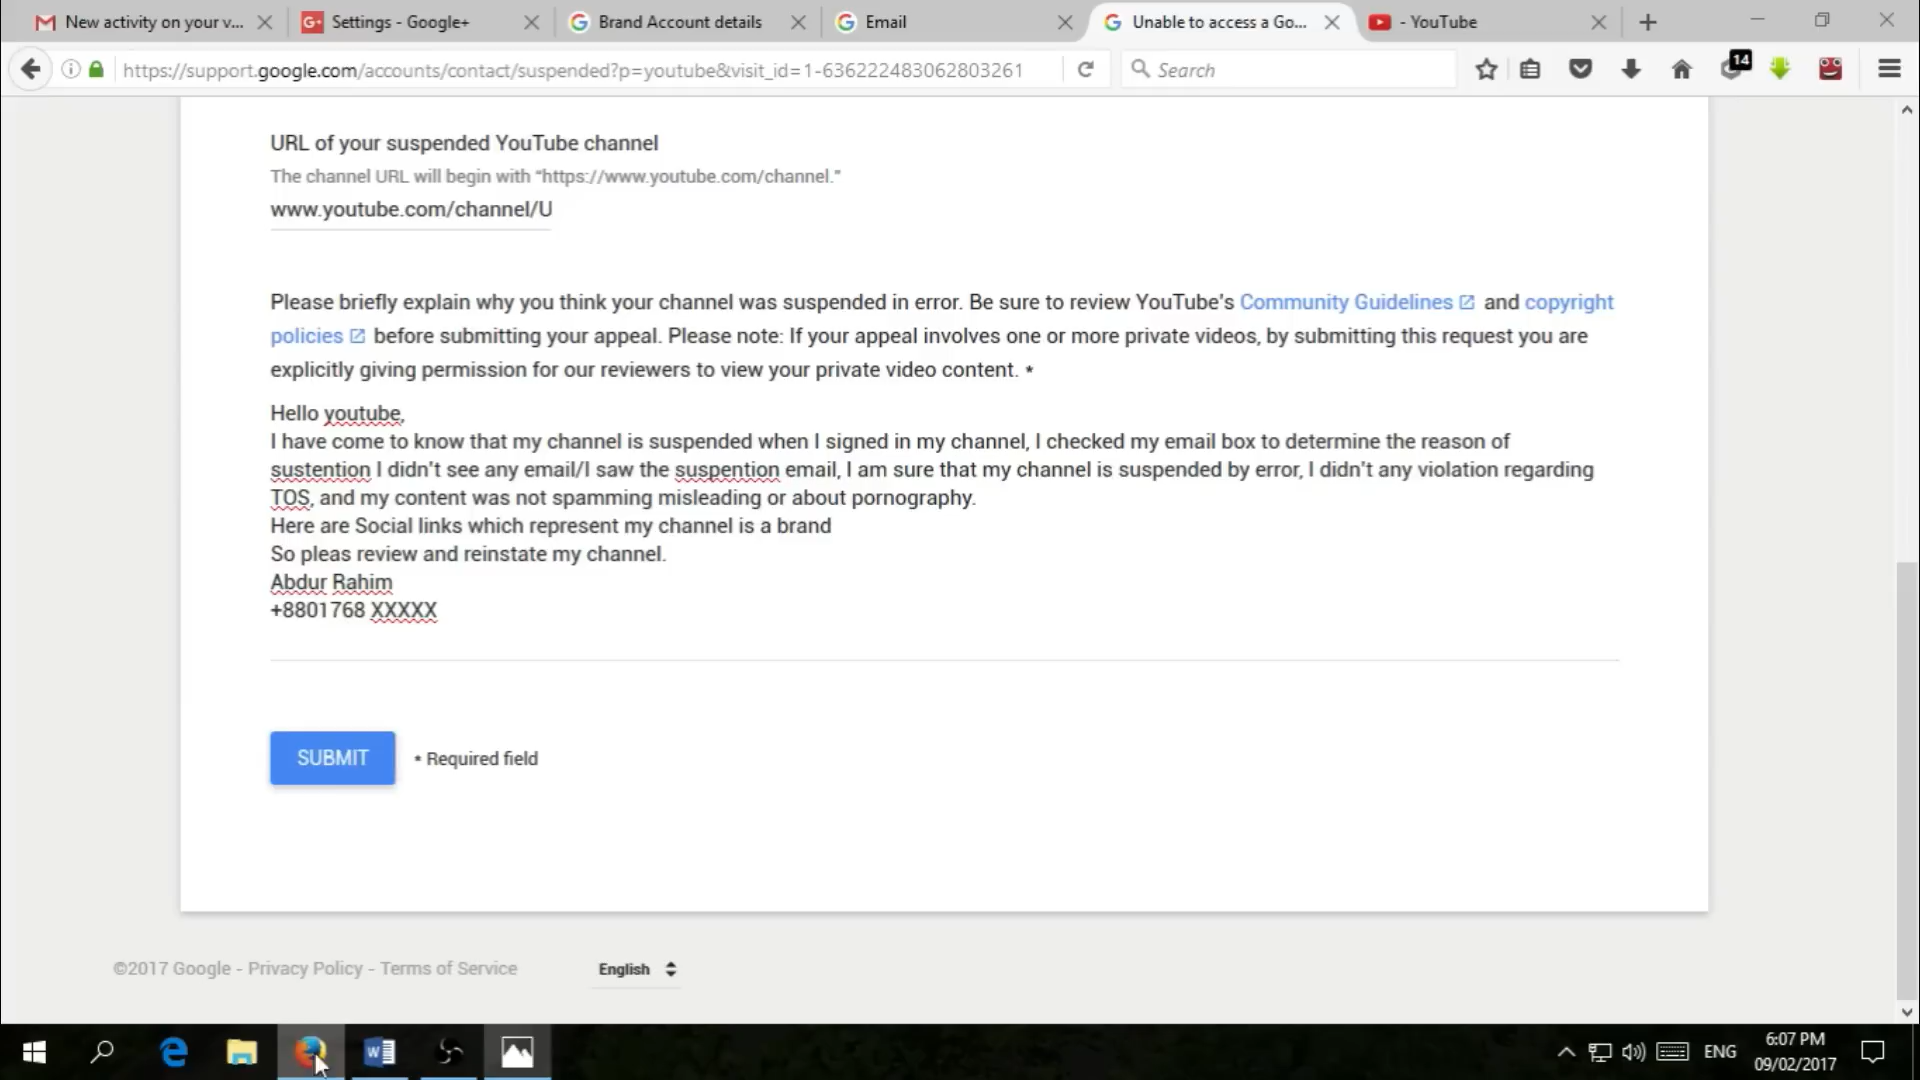 New activity on your v...
Settings - Google+
Brand Account details
Email
Unable to access a Go...
- YouTube
https://support.google.com/accounts/contact/suspended?p=youtube&visit_id=1-636222483062803261
Search
14
URL of your suspended YouTube channel
The channel URL will begin with “https://www.youtube.com/channel.”
www.youtube.com/channel/U
Please briefly explain why you think your channel was suspended in error. Be sure to review YouTube's Community Guidelines and copyright
policies before submitting your appeal. Please note: If your appeal involves one or more private videos, by submitting this request you are
explicitly giving permission for our reviewers to view your private video content. *
Hello youtube,
I have come to know that my channel is suspended when I signed in my channel, I checked my email box to determine the reason of
sustention I didn't see any email/I saw the suspention email, I am sure that my channel is suspended by error, I didn't any violation regarding
TOS, and my content was not spamming misleading or about pornography.
Here are Social links which represent my channel is a brand
So pleas review and reinstate my channel.
Abdur Rahim
+8801768 XXXXX
SUBMIT
* Required field
©2017 Google - Privacy Policy - Terms of Service
English
ENG
6:07 PM
09/02/2017